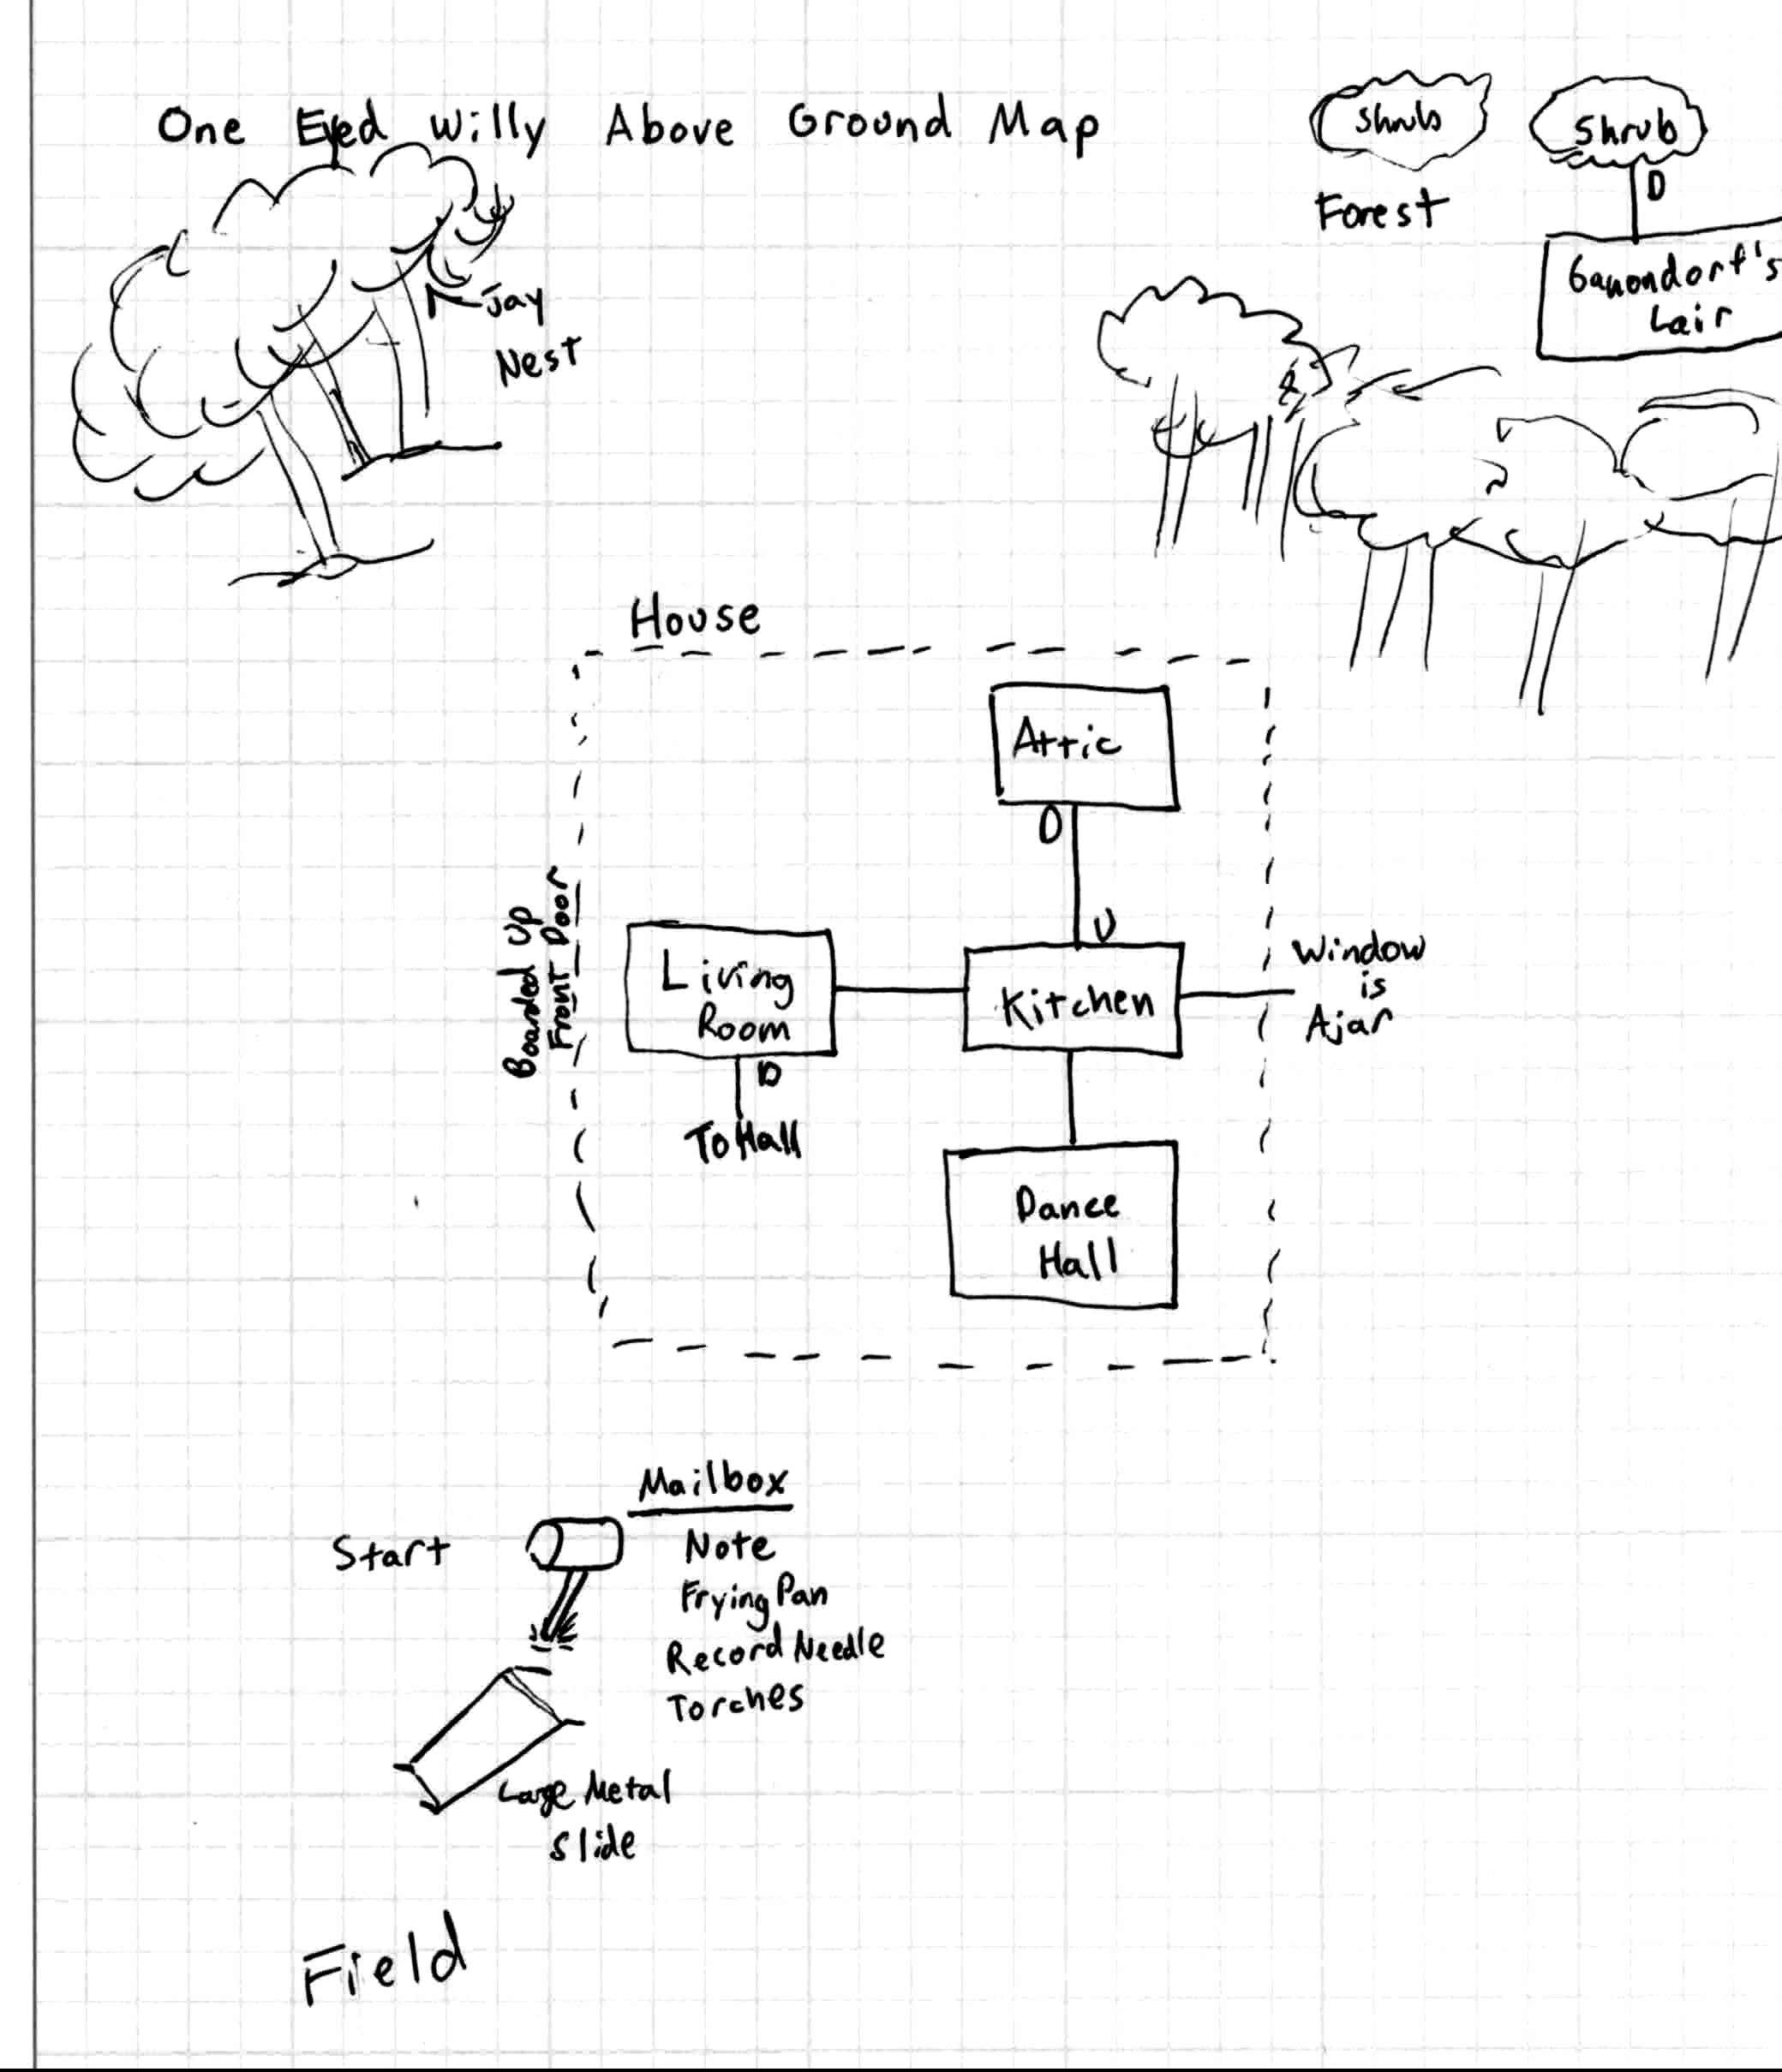 One Eyed Willy Above Ground Map
Shrub
Shrub
D
Forest
Ganondorf's
Lair
Jay
Nest
House
Attic
D
U
Boarded Up
Front Door
Living
Room
Kitchen
Window
is
Ajar
D
To Hall
Dance
Hall
Mailbox
Start
Note
Frying Pan
Record Needle
Torches
Large Metal
Slide
Field